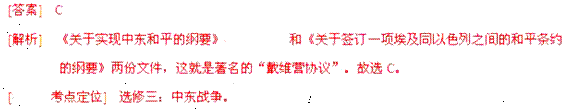 [答案] C
[解析] 《关于实现中东和平的纲要》 和《关于签订一项埃及同以色列之间的和平条约
的纲要》两份文件，这就是著名的“戴维营协议”．故选 C。
[ 考点定位] 选修三：中东战争。